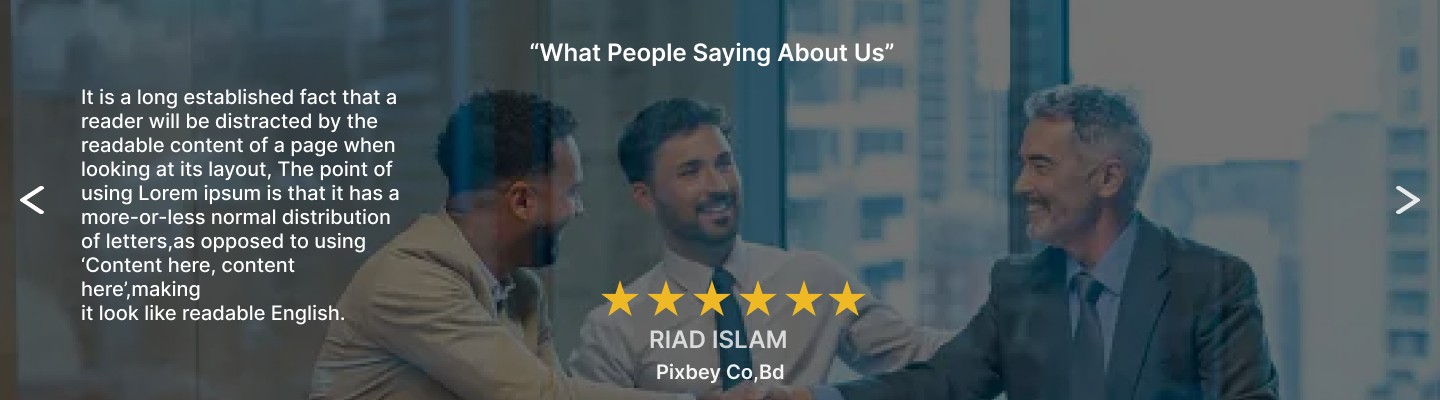 “What People Saying About Us”
It is a long established fact that a
reader will be distracted by the
readable content of a page when
looking at its layout, The point of
using Lorem ipsum is that it has a
more-or-less normal distribution
of letters,as opposed to using
‘Content here, content
here’,making
it look like readable English.
RIAD ISLAM
Pixbey Co,Bd